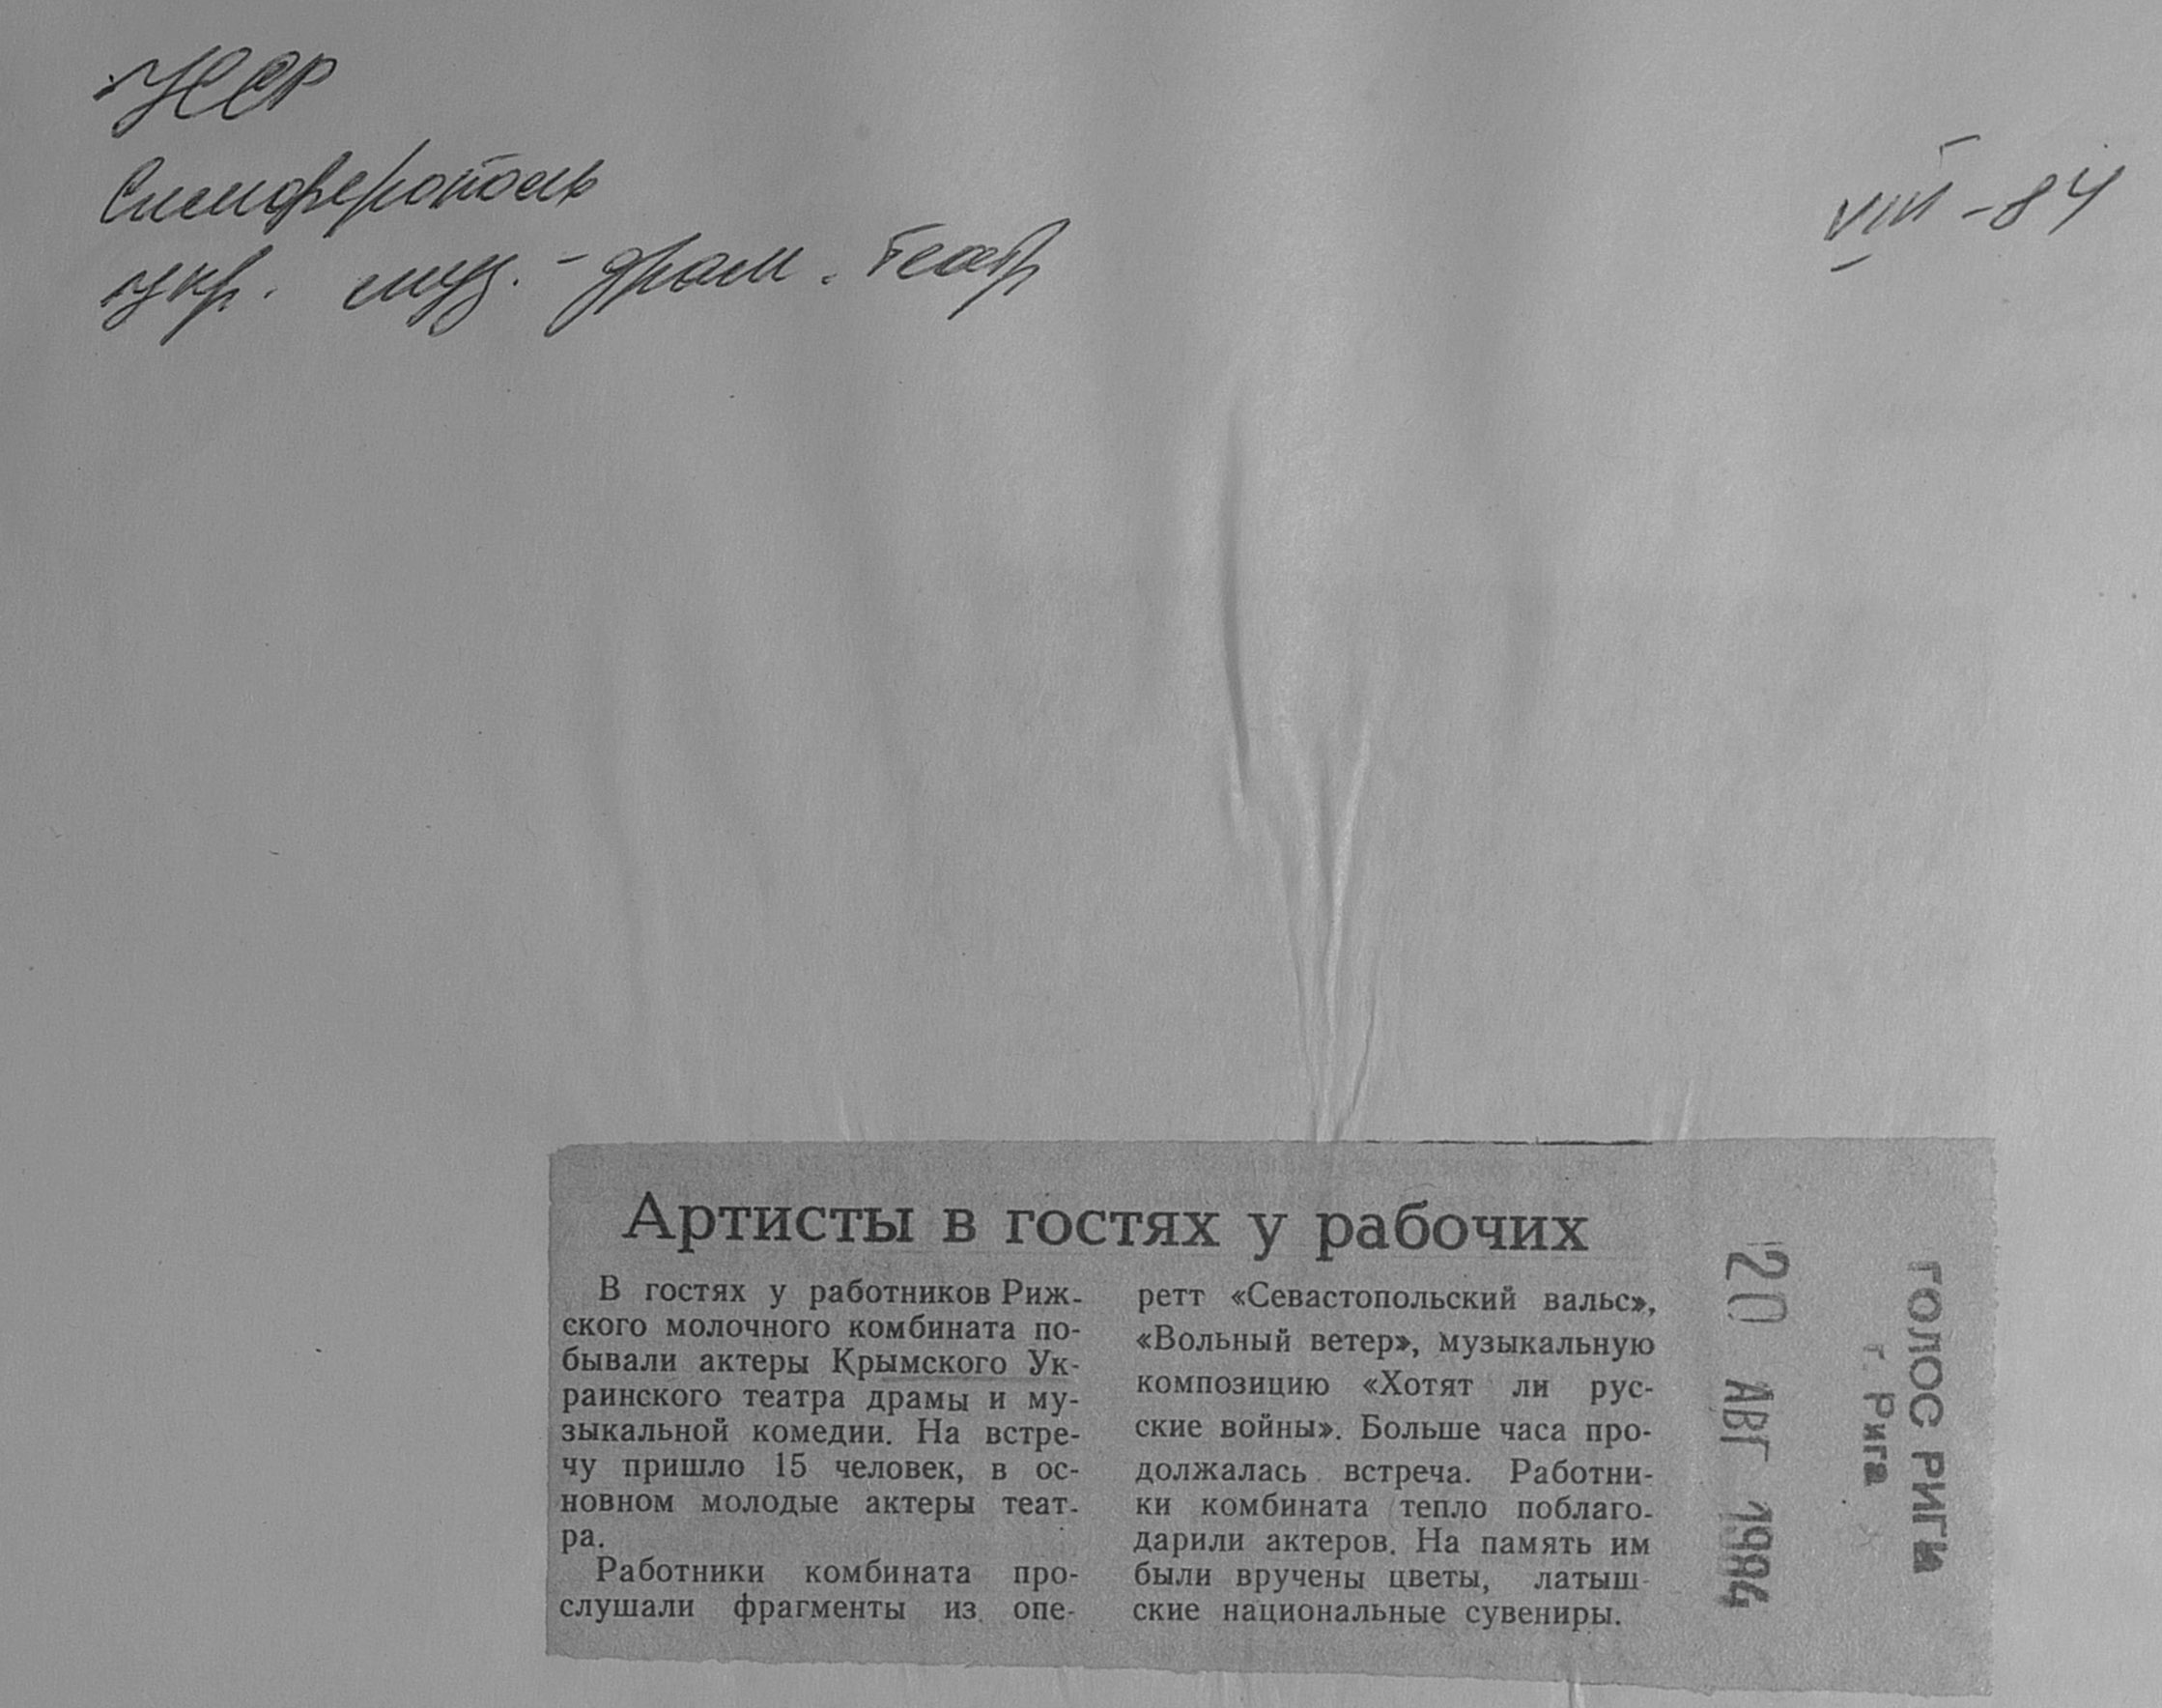 УССР
Симферополь
укр. муз.-драм. театр
VIII-84
Артисты в гостях у рабочих
В гостях у работников Риж-
ского молочного комбината по-
бывали актеры Крымского Ук-
раинского театра драмы и му-
зыкальной комедии. На встре-
чу пришло 15 человек, в ос-
новном молодые актеры теат-
ра.
Работники комбината про-
слушали фрагменты из опе-
ретт «Севастопольский вальс»,
«Вольный ветер», музыкальную
композицию «Хотят ли рус-
ские войны». Больше часа про-
должалась встреча. Работни-
ки комбината тепло поблаго-
дарили актеров. На память им
были вручены цветы, латыш-
ские национальные сувениры.
20 АВГ 1984
ГОЛОС РИГИ
г. Рига